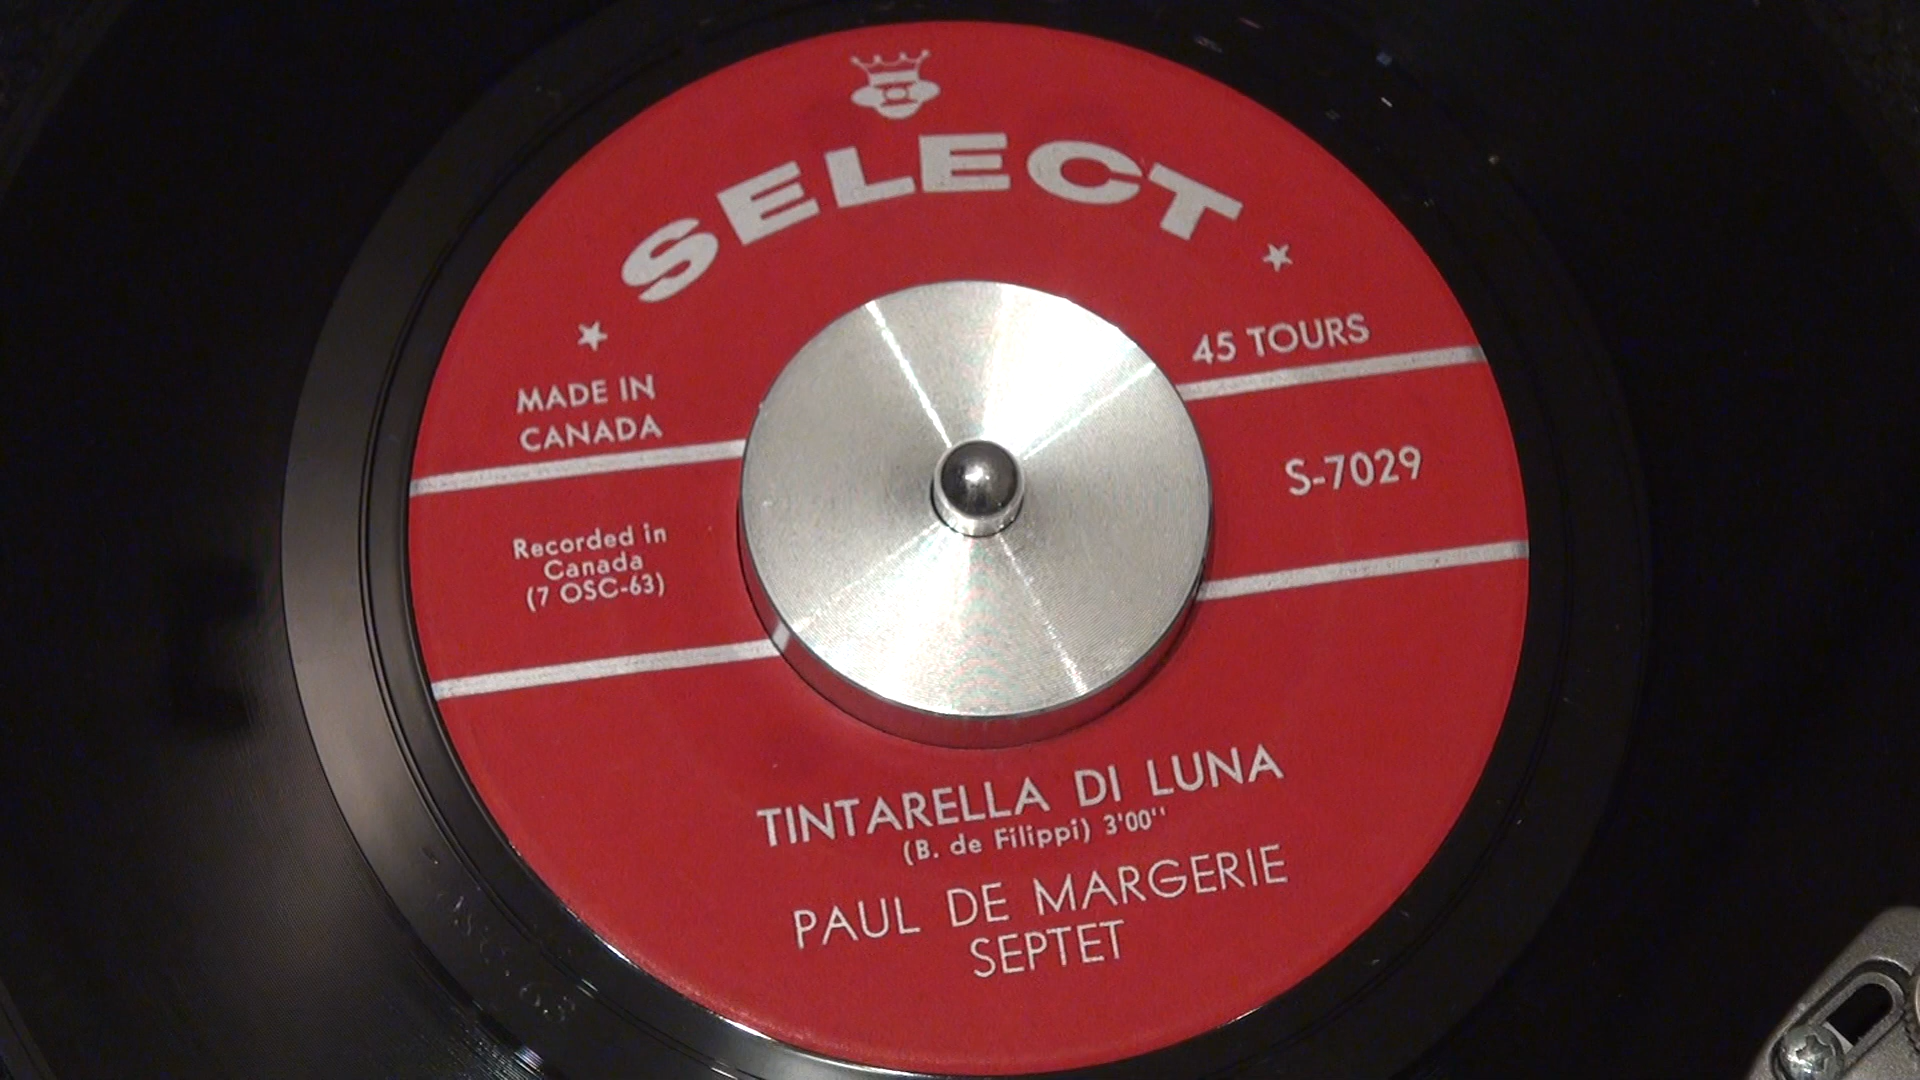 SELECT
45 TOURS
MADE IN
CANADA
S-7029
Recorded in
Canada
(7 OSC-63)
TINTARELLA DI LUNA
(B. de Filippi) 3'00''
PAUL DE MARGERIE
SEPTET